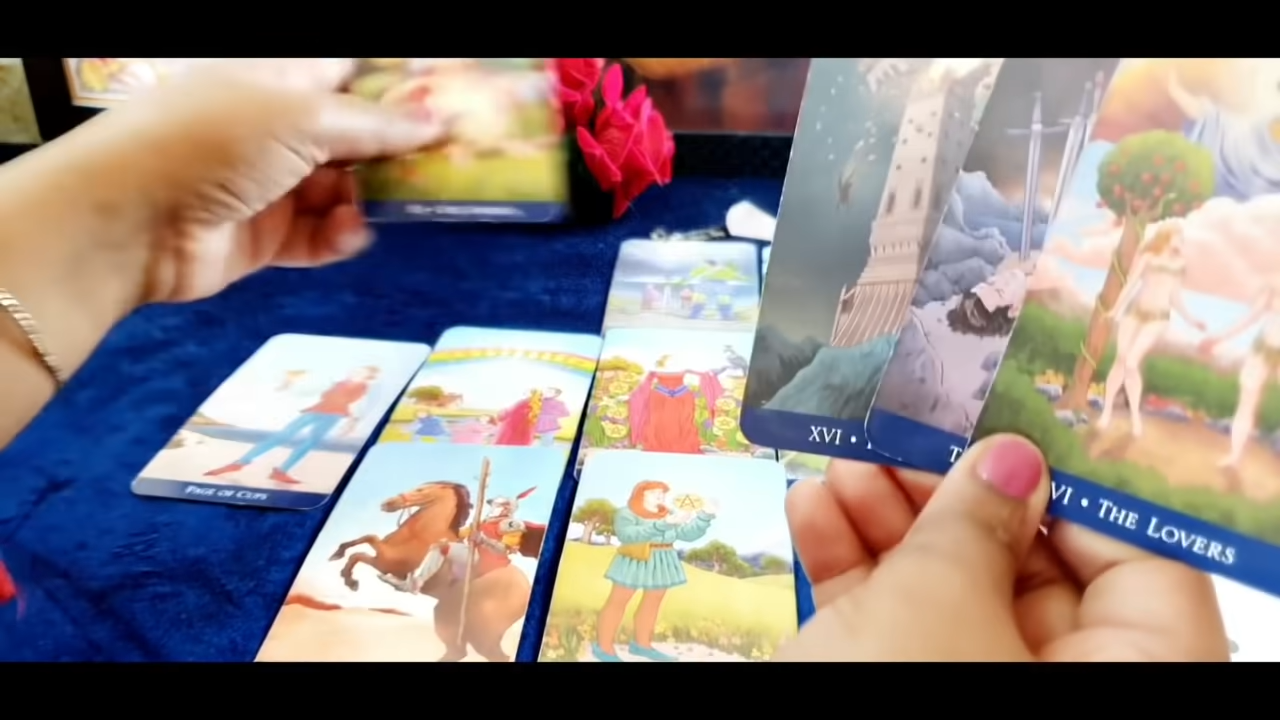 XVI •
T
VI • THE LOVERS
PAGE OF CUPS